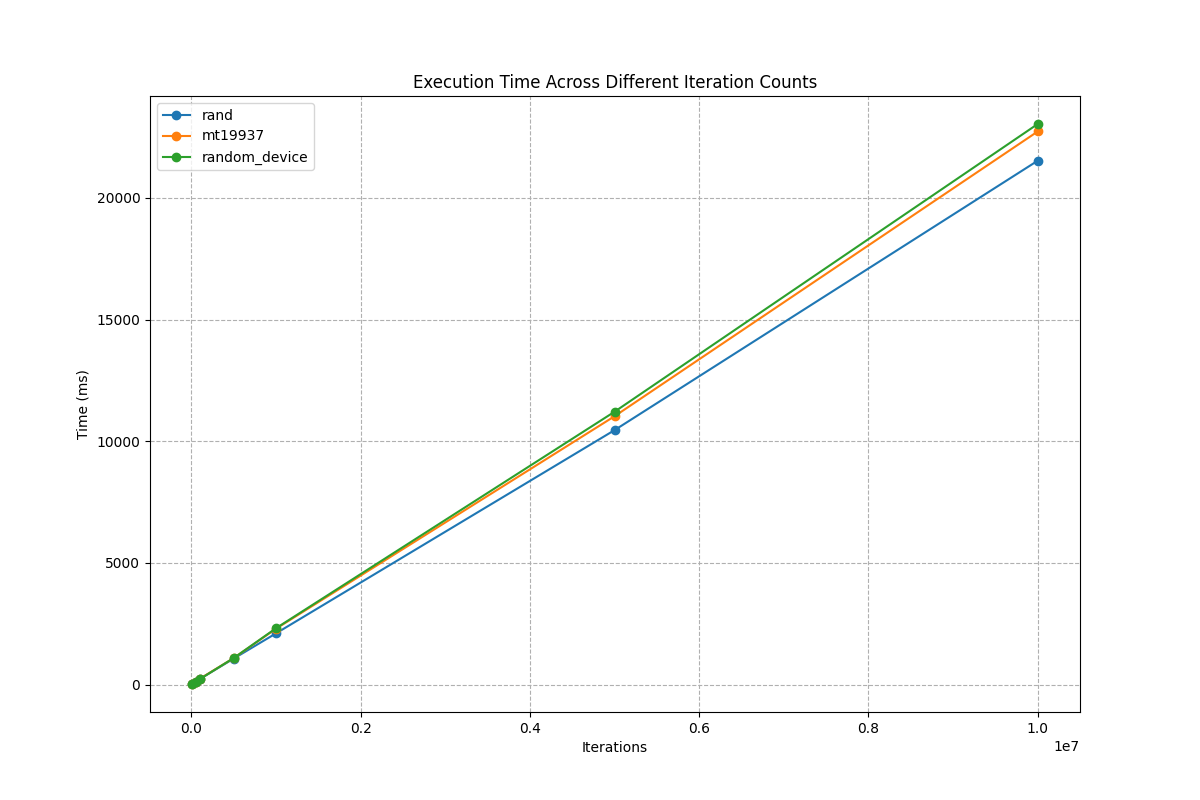 Execution Time Across Different Iteration Counts
rand
mt19937
random_device
20000
15000
10000
5000
0
Time (ms)
0.0 0.2 0.4 0.6 0.8 1.0
Iterations
1e7